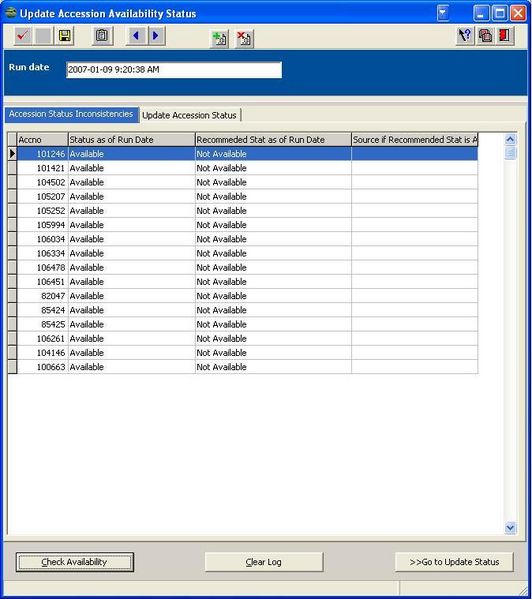 Update Accession Availability Status
Run date 2007-01-09 9:20:38 AM
Accession Status Inconsistencies Update Accession Status
Accno Status as of Run Date Recommeded Stat as of Run Date Source if Recommended Stat is A
101246 Available Not Available
101421 Available Not Available
104502 Available Not Available
105207 Available Not Available
105252 Available Not Available
105994 Available Not Available
106034 Available Not Available
106334 Available Not Available
106478 Available Not Available
106451 Available Not Available
82047 Available Not Available
85424 Available Not Available
85425 Available Not Available
106261 Available Not Available
104146 Available Not Available
100663 Available Not Available
Check Availability Clear Log >>Go to Update Status